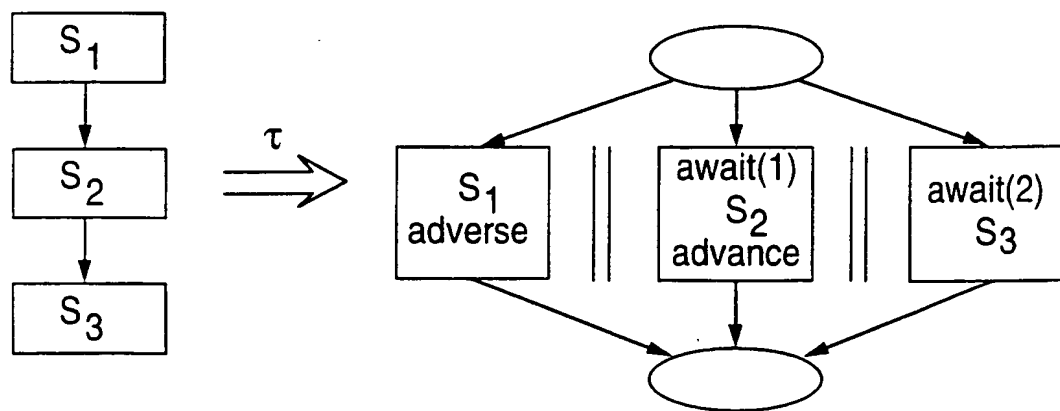 S1
S2
S3
τ
S1
adverse
||
await(1)
S2
advance
||
await(2)
S3